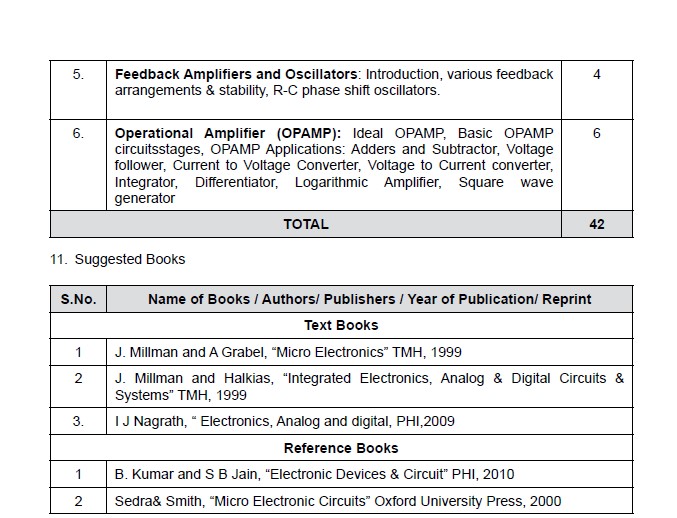 5. Feedback Amplifiers and Oscillators: Introduction, various feedback 4
arrangements & stability, R-C phase shift oscillators.
6. Operational Amplifier (OPAMP): Ideal OPAMP, Basic OPAMP 6
circuitsstages, OPAMP Applications: Adders and Subtractor, Voltage
follower, Current to Voltage Converter, Voltage to Current converter,
Integrator, Differentiator, Logarithmic Amplifier, Square wave
generator
TOTAL 42
11. Suggested Books
S.No. Name of Books / Authors/ Publishers / Year of Publication/ Reprint
Text Books
1 J. Millman and A Grabel, “Micro Electronics” TMH, 1999
2 J. Millman and Halkias, “Integrated Electronics, Analog & Digital Circuits &
Systems” TMH, 1999
3. I J Nagrath, “ Electronics, Analog and digital, PHI,2009
Reference Books
1 B. Kumar and S B Jain, “Electronic Devices & Circuit” PHI, 2010
2 Sedra& Smith, “Micro Electronic Circuits” Oxford University Press, 2000